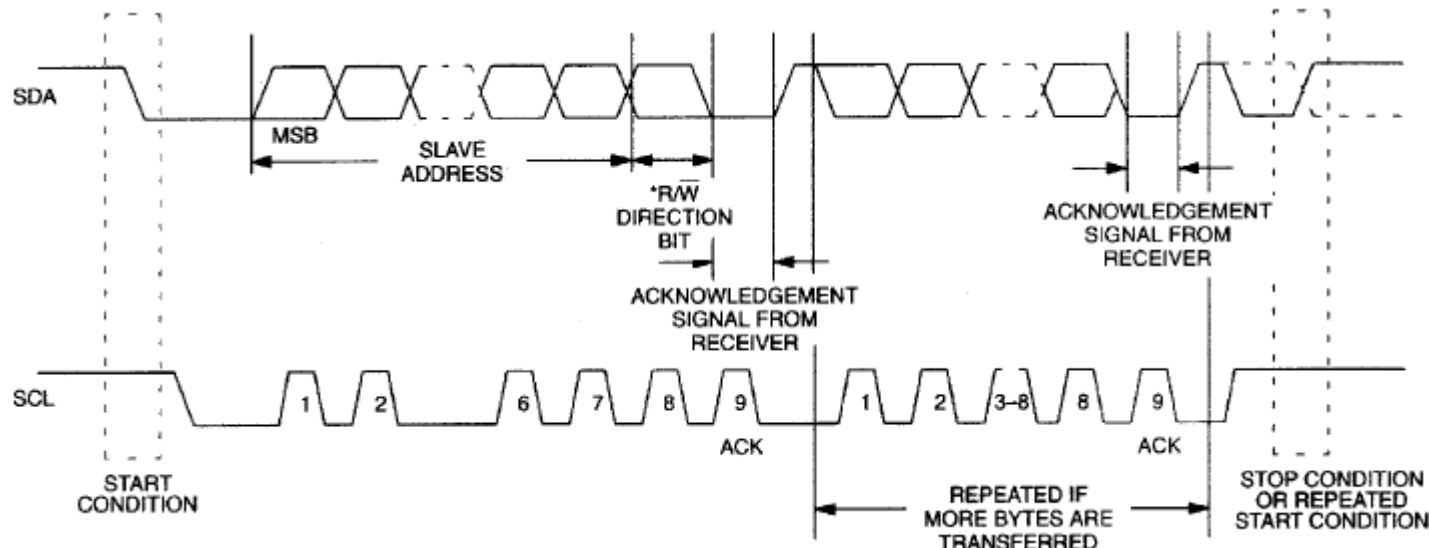 SDA
MSB
SLAVE
ADDRESS
*R/W̅
DIRECTION
BIT
ACKNOWLEDGEMENT
SIGNAL FROM
RECEIVER
ACKNOWLEDGEMENT
SIGNAL FROM
RECEIVER
SCL
1 2 6 7 8 9 1 2 3–8 8 9
ACK ACK
START
CONDITION
REPEATED IF
MORE BYTES ARE
TRANSFERRED
STOP CONDITION
OR REPEATED
START CONDITION